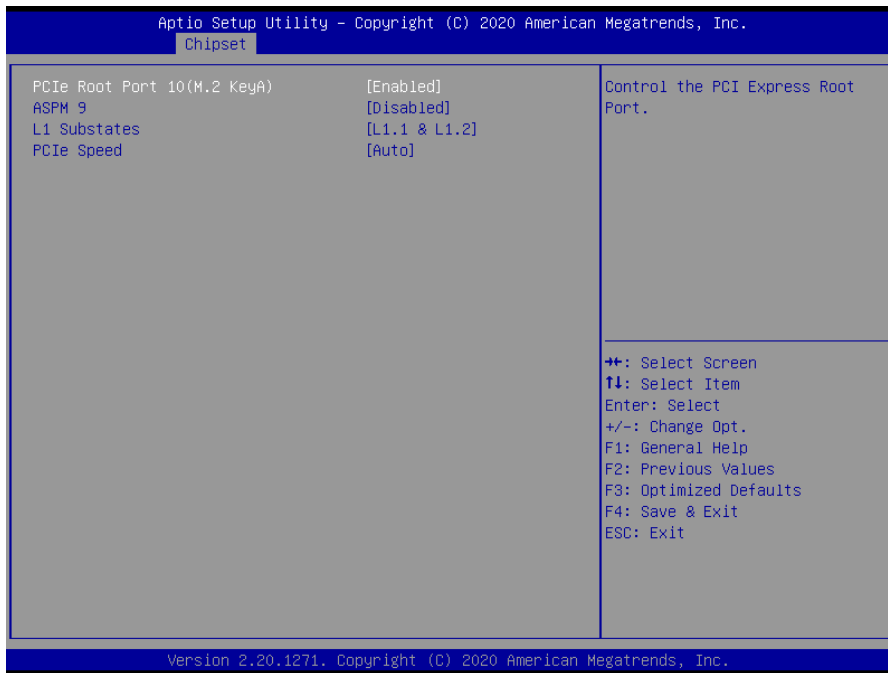 Aptio Setup Utility – Copyright (C) 2020 American Megatrends, Inc.
Chipset
PCIe Root Port 10(M.2 KeyA) [Enabled]
ASPM 9 [Disabled]
L1 Substates [L1.1 & L1.2]
PCIe Speed [Auto]
Control the PCI Express Root
Port.
→←: Select Screen
↑↓: Select Item
Enter: Select
+/-: Change Opt.
F1: General Help
F2: Previous Values
F3: Optimized Defaults
F4: Save & Exit
ESC: Exit
Version 2.20.1271. Copyright (C) 2020 American Megatrends, Inc.